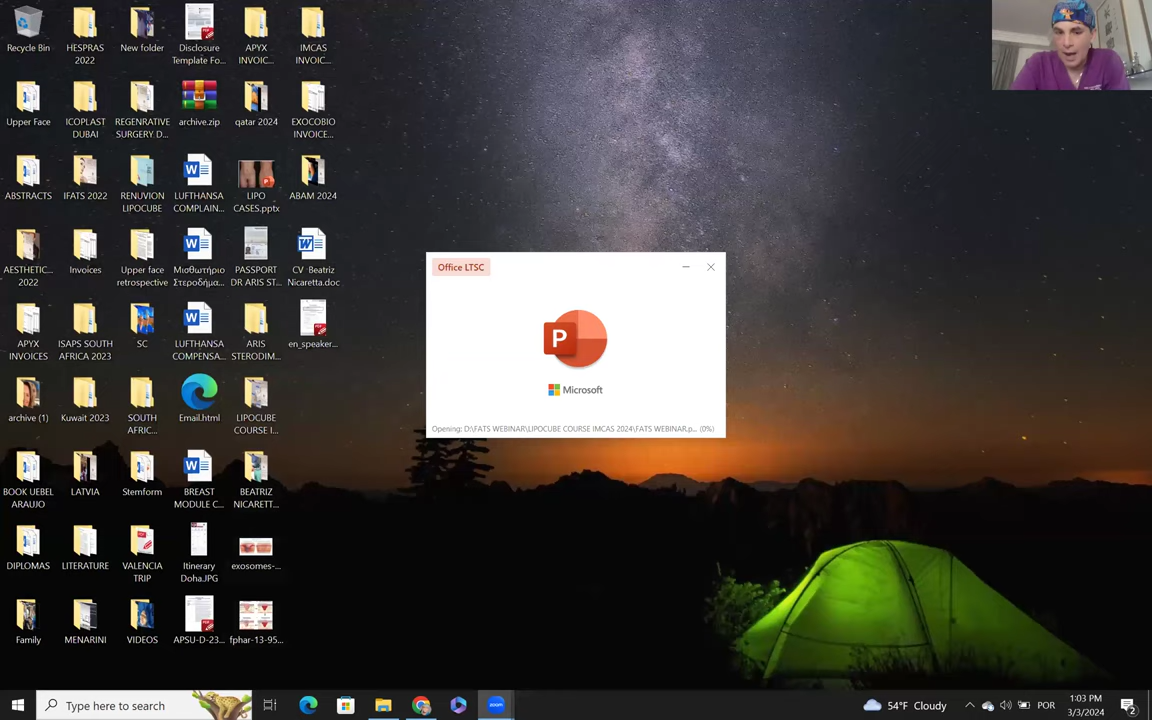 Recycle Bin
HESPRAS
2022
New folder
Disclosure
Template Fo...
APYX
INVOIC...
IMCAS
INVOIC...
Upper Face
ICOPLAST
DUBAI
REGENRATIVE
SURGERY D...
archive.zip
qatar 2024
EXOCOBIO
INVOICE...
ABSTRACTS
IFATS 2022
RENUVION
LIPOCUBE
LUFTHANSA
COMPLAIN...
LIPO
CASES.pptx
ABAM 2024
AESTHETIC...
2022
Invoices
Upper face
retrospective
Μισθωτήριο
Στεροδήμα...
PASSPORT
DR ARIS ST...
CV Beatriz
Nicaretta.doc
APYX
INVOICES
ISAPS SOUTH
AFRICA 2023
SC
LUFTHANSA
COMPENSA...
ARIS
STERODIM...
en_speaker...
archive (1)
Kuwait 2023
SOUTH
AFRIC...
Email.html
LIPOCUBE
COURSE I...
BOOK UEBEL
ARAUJO
LATVIA
Stemform
BREAST
MODULE C...
BEATRIZ
NICARETT...
DIPLOMAS
LITERATURE
VALENCIA
TRIP
Itinerary
Doha.JPG
exosomes-...
Family
MENARINI
VIDEOS
APSU-D-23...
fphar-13-95...
Office LTSC
P
Microsoft
Opening: D:\FATS WEBINAR\LIPOCUBE COURSE IMCAS 2024\FATS WEBINAR.p... (0%)
Type here to search
zoom
54°F Cloudy
POR
1:03 PM
3/3/2024
2